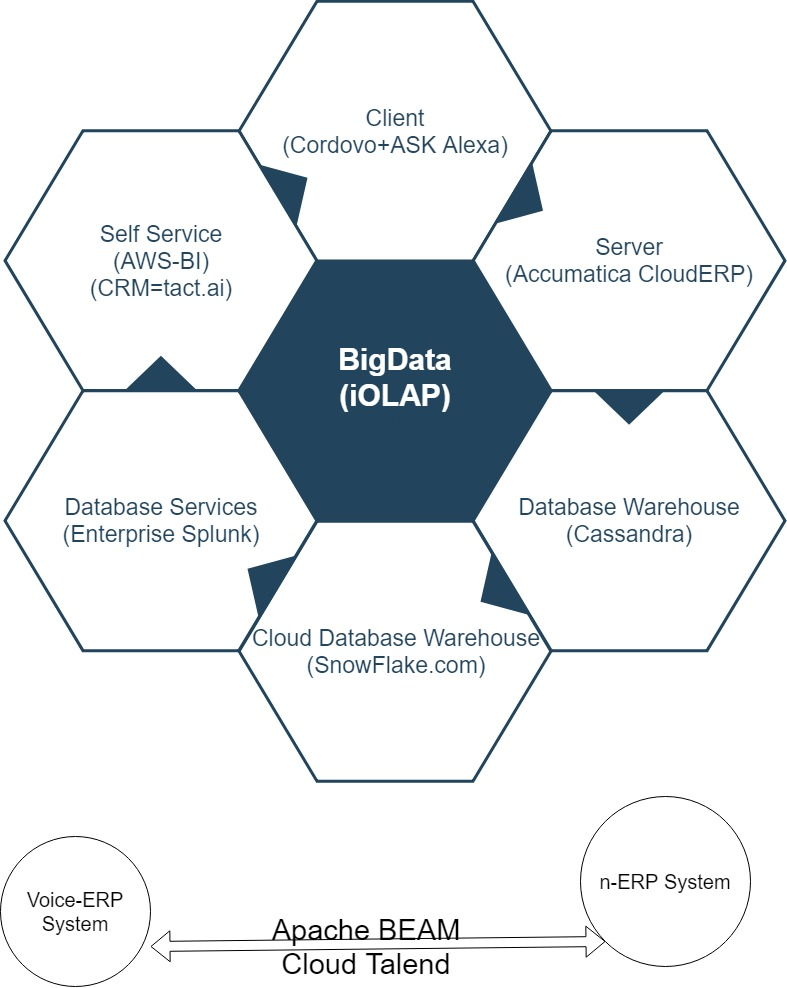 Client
(Cordovo+ASK Alexa)
Self Service
(AWS-BI)
(CRM=tact.ai)
Server
(Accumatica CloudERP)
BigData
(iOLAP)
Database Services
(Enterprise Splunk)
Database Warehouse
(Cassandra)
Cloud Database Warehouse
(SnowFlake.com)
Voice-ERP
System
n-ERP System
Apache BEAM
Cloud Talend